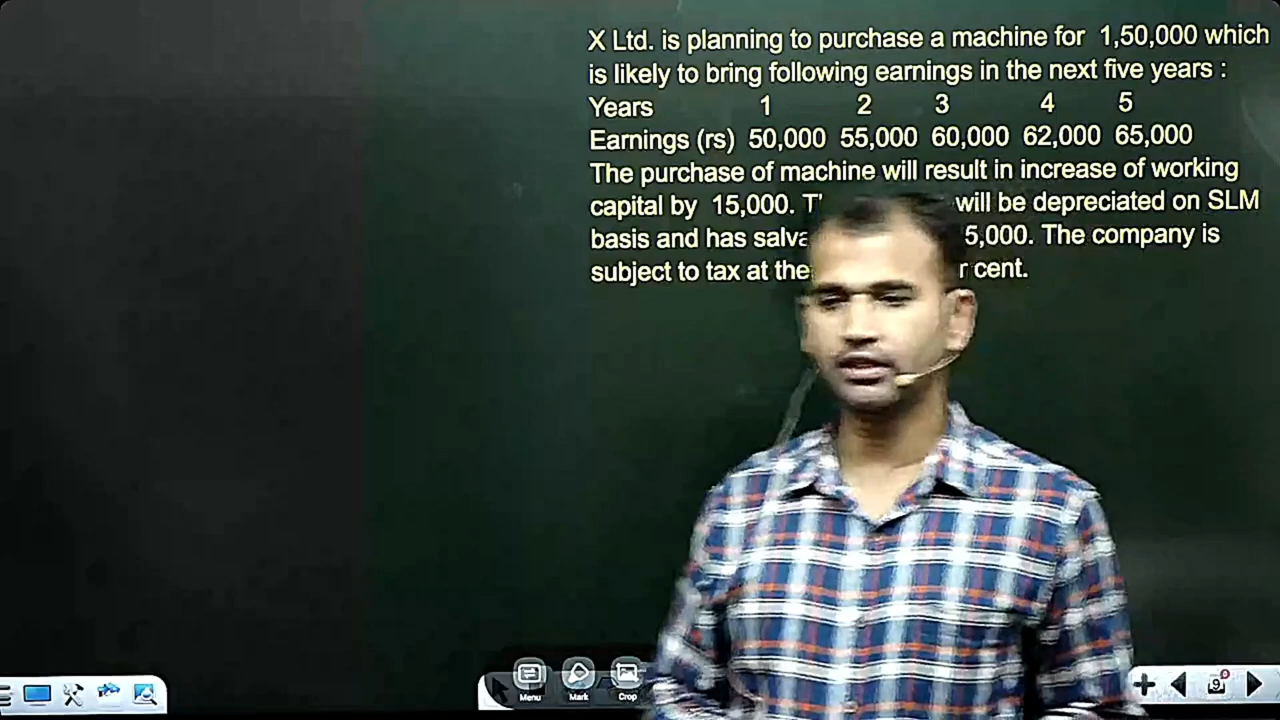 X Ltd. is planning to purchase a machine for 1,50,000 which
is likely to bring following earnings in the next five years :
Years 1 2 3 4 5
Earnings (rs) 50,000 55,000 60,000 62,000 65,000
The purchase of machine will result in increase of working
capital by 15,000. will be depreciated on SLM
basis and has 5,000. The company is
subject to tax at the cent.
Menu Mark Crop
9